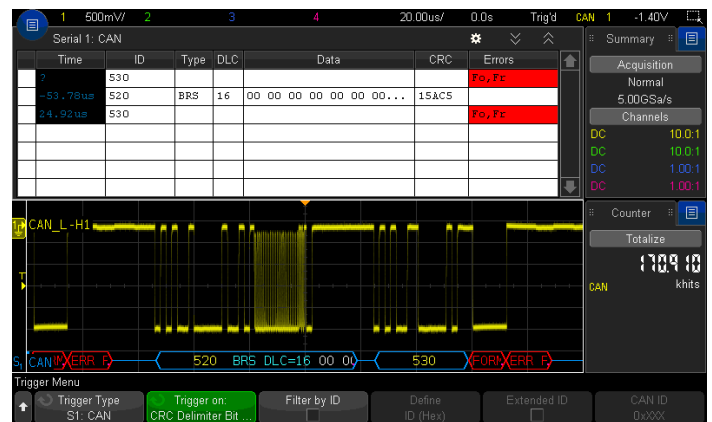 1 500mV/ 2 3 4 20.00us/ 0.0s Trig'd CAN 1 -1.40V
Serial 1: CAN
Summary
Time ID Type DLC Data CRC Errors
? 530 Fo,Fr
-53.78us 520 BRS 16 00 00 00 00 00 00 00... 15AC5
24.92us 530 Fo,Fr
Acquisition
Normal
5.00GSa/s
Channels
DC 10.0:1
DC 10.0:1
DC 1.00:1
DC 1.00:1
Counter
Totalize
170.910
CAN khits
CAN_L-H1
T
S1 CAN ERR F 520 BRS DLC=16 00 00 530 FORM ERR F
Trigger Menu
Trigger Type
S1: CAN
Trigger on:
CRC Delimiter Bit ...
Filter by ID
Define
ID (Hex)
Extended ID
CAN ID
0xXXX